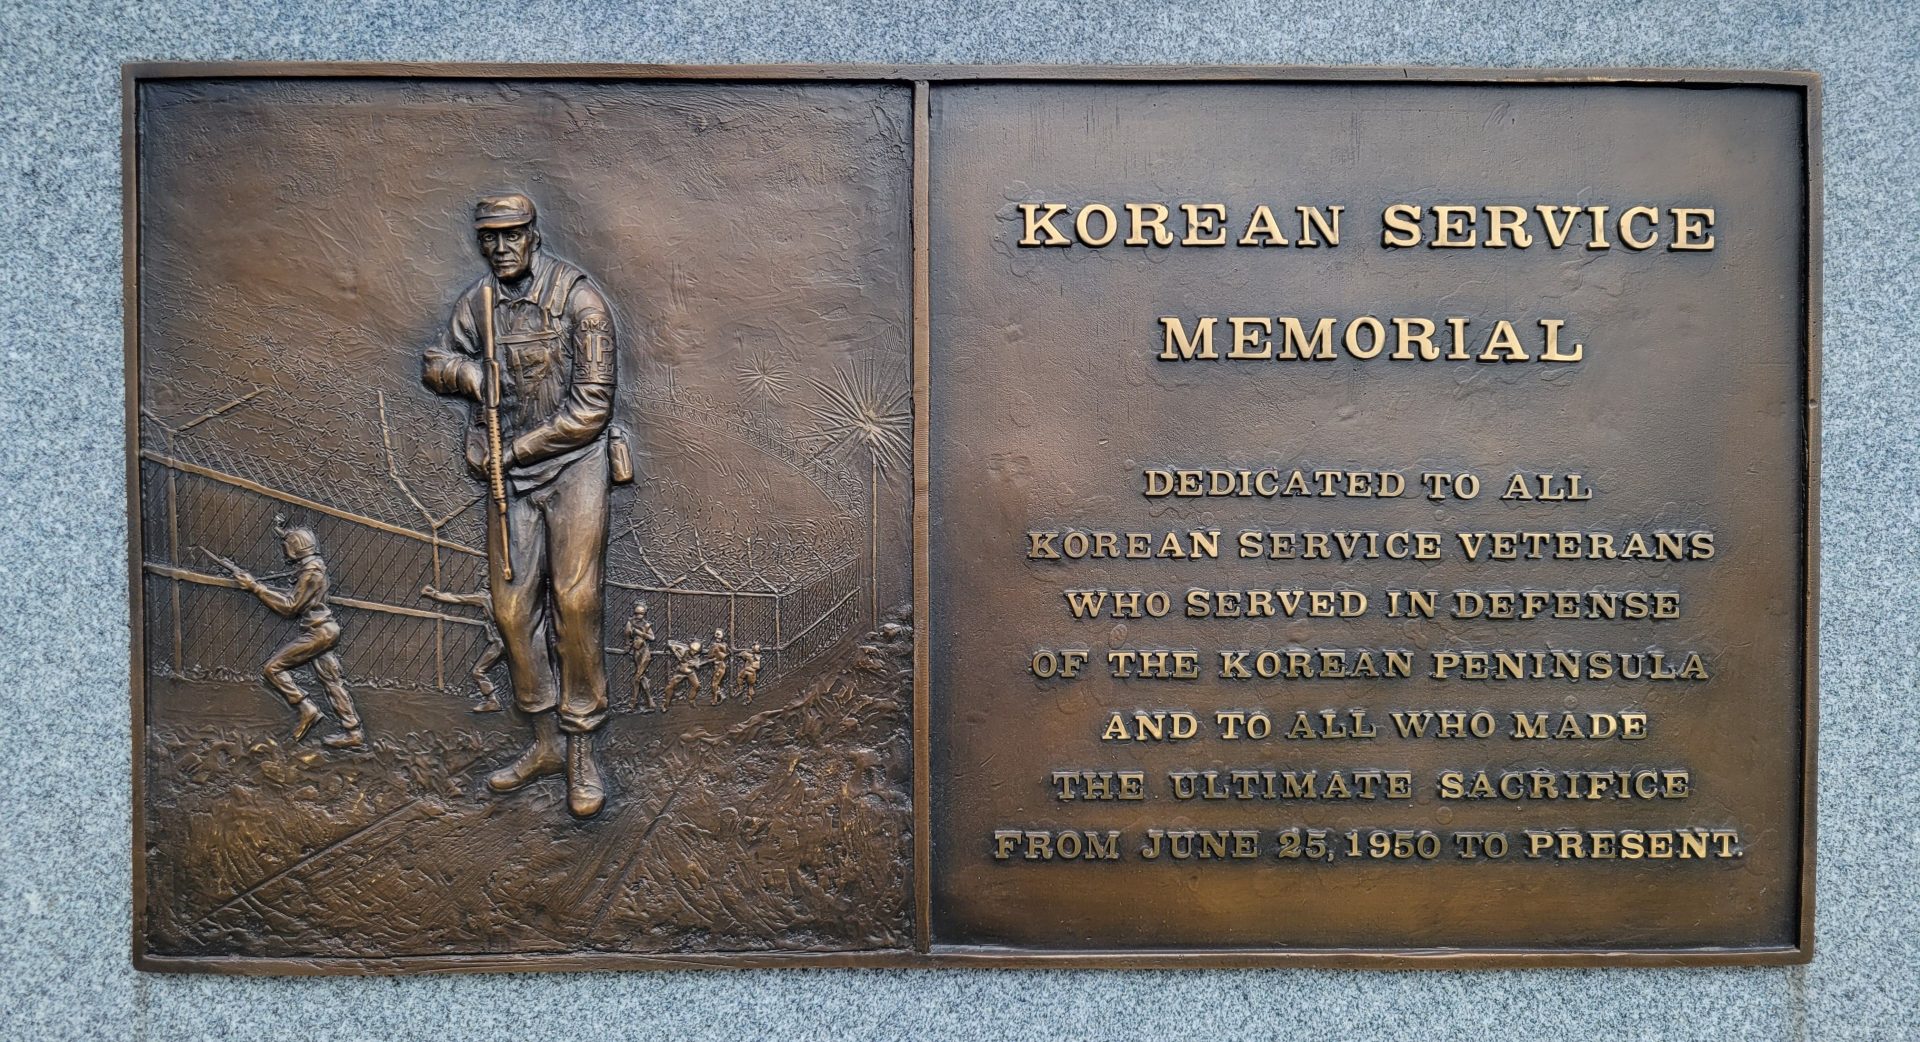 DMZ
MP
KOREAN SERVICE
MEMORIAL
DEDICATED TO ALL
KOREAN SERVICE VETERANS
WHO SERVED IN DEFENSE
OF THE KOREAN PENINSULA
AND TO ALL WHO MADE
THE ULTIMATE SACRIFICE
FROM JUNE 25, 1950 TO PRESENT.